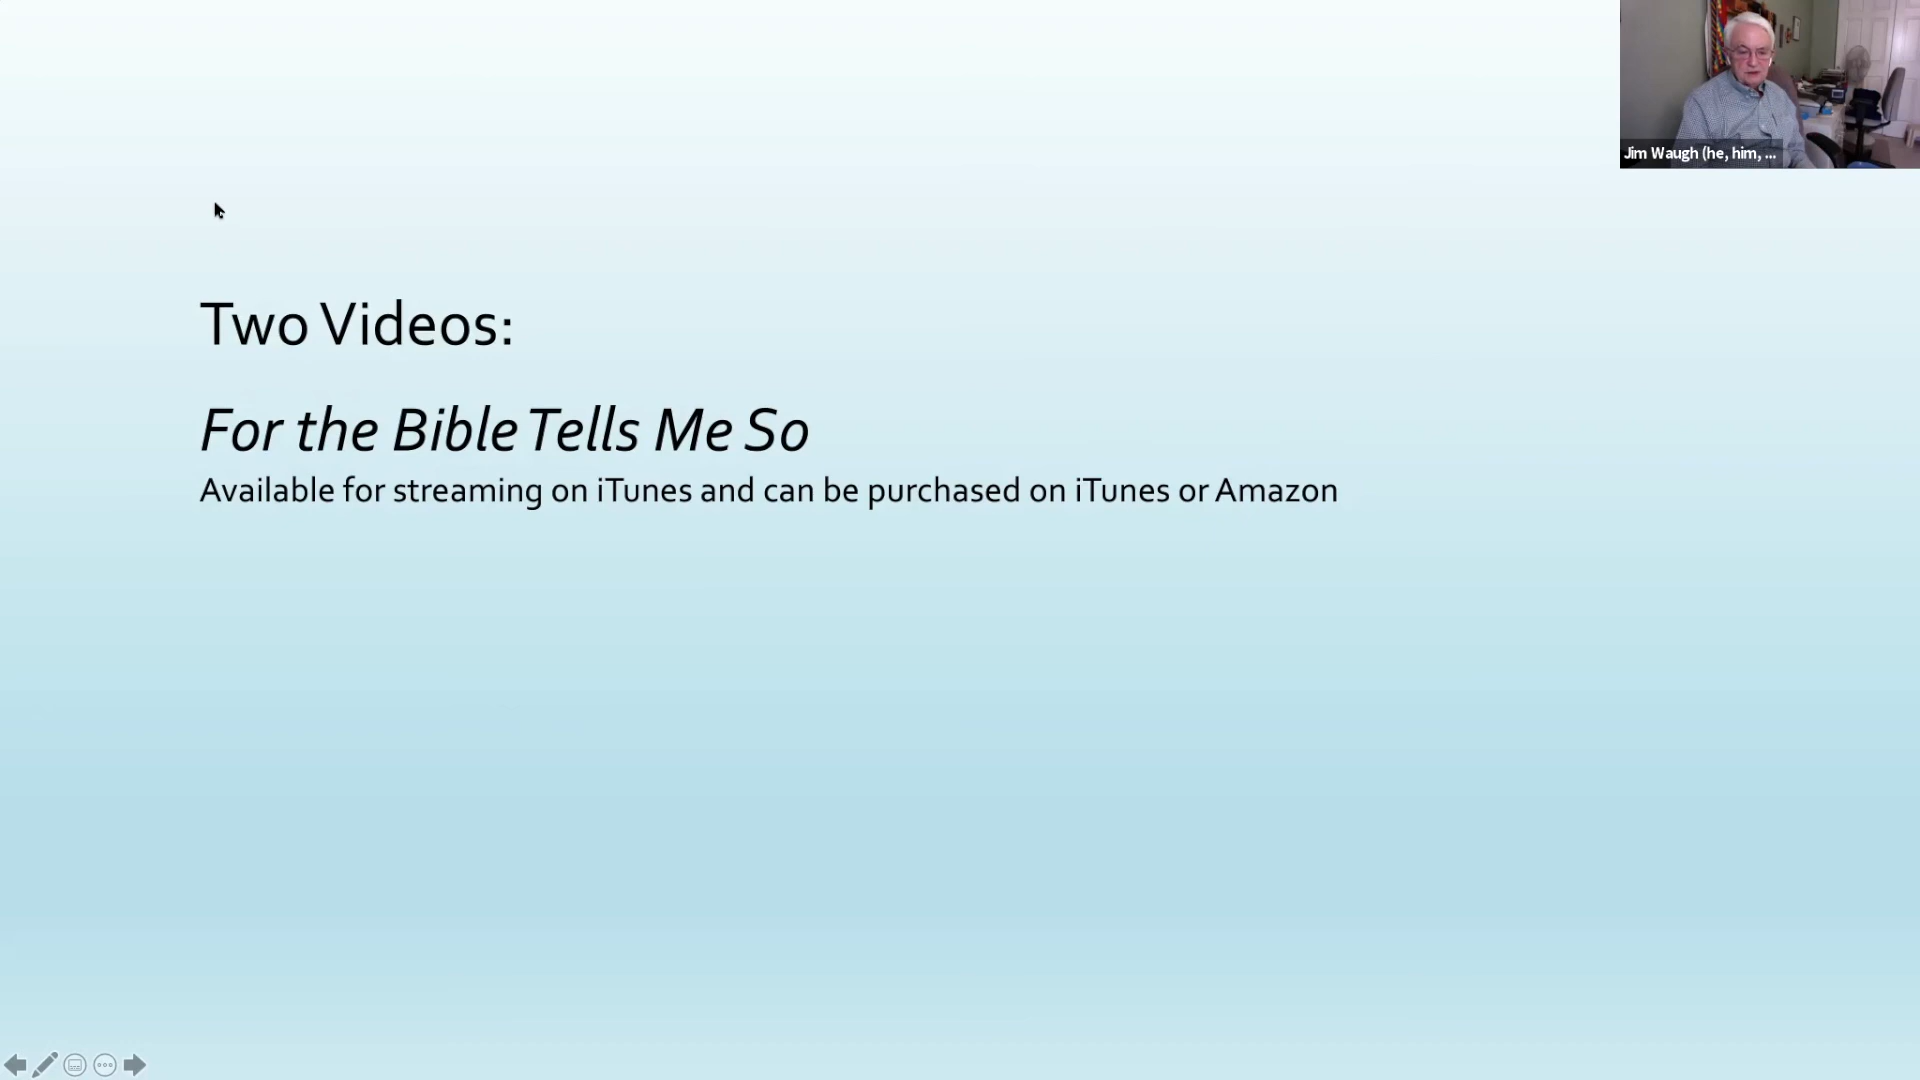 Jim Waugh (he, him, ...
Two Videos:
For the Bible Tells Me So
Available for streaming on iTunes and can be purchased on iTunes or Amazon